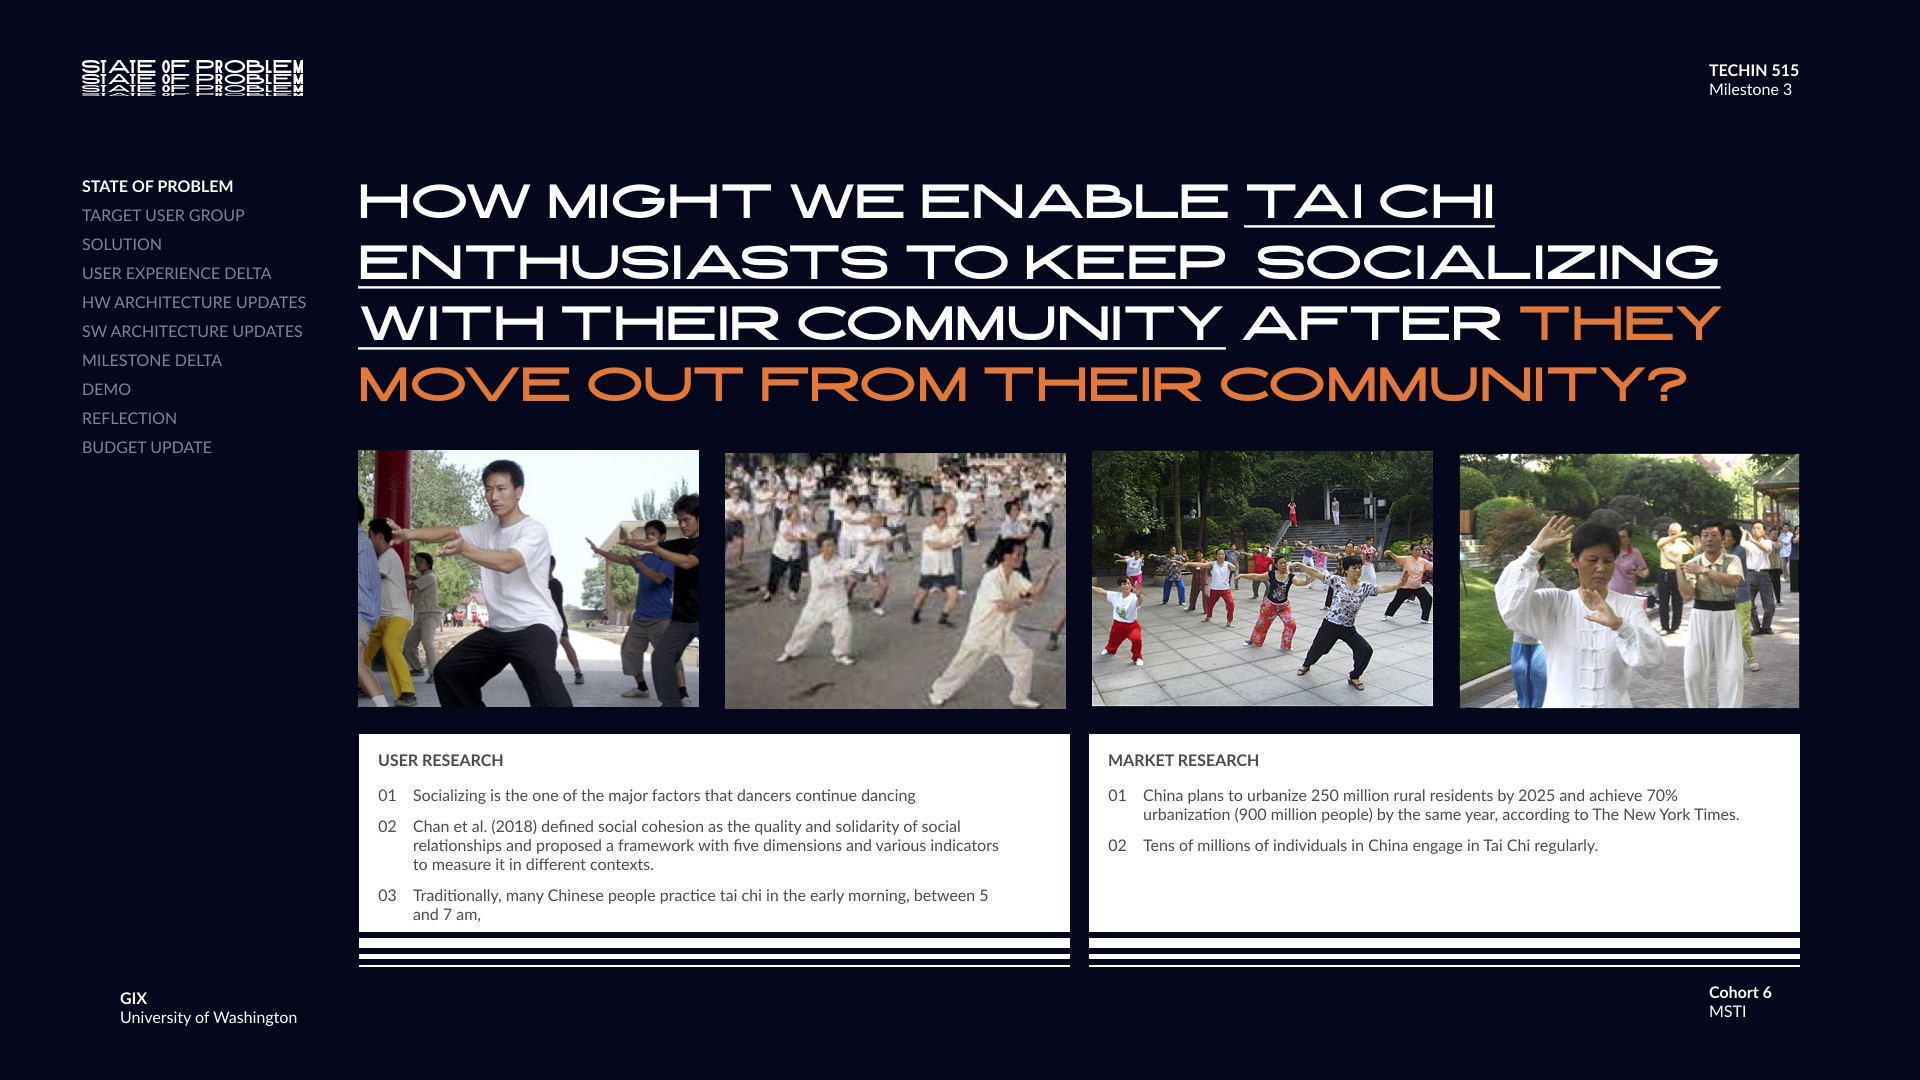 STATE OF PROBLEM
STATE OF PROBLEM
STATE OF PROBLEM
TECHIN 515
Milestone 3
STATE OF PROBLEM
TARGET USER GROUP
SOLUTION
USER EXPERIENCE DELTA
HW ARCHITECTURE UPDATES
SW ARCHITECTURE UPDATES
MILESTONE DELTA
DEMO
REFLECTION
BUDGET UPDATE
HOW MIGHT WE ENABLE TAI CHI
ENTHUSIASTS TO KEEP SOCIALIZING
WITH THEIR COMMUNITY AFTER THEY
MOVE OUT FROM THEIR COMMUNITY?
USER RESEARCH
01 Socializing is the one of the major factors that dancers continue dancing
02 Chan et al. (2018) defined social cohesion as the quality and solidarity of social
relationships and proposed a framework with five dimensions and various indicators
to measure it in different contexts.
03 Traditionally, many Chinese people practice tai chi in the early morning, between 5
and 7 am,
MARKET RESEARCH
01 China plans to urbanize 250 million rural residents by 2025 and achieve 70%
urbanization (900 million people) by the same year, according to The New York Times.
02 Tens of millions of individuals in China engage in Tai Chi regularly.
GIX
University of Washington
Cohort 6
MSTI